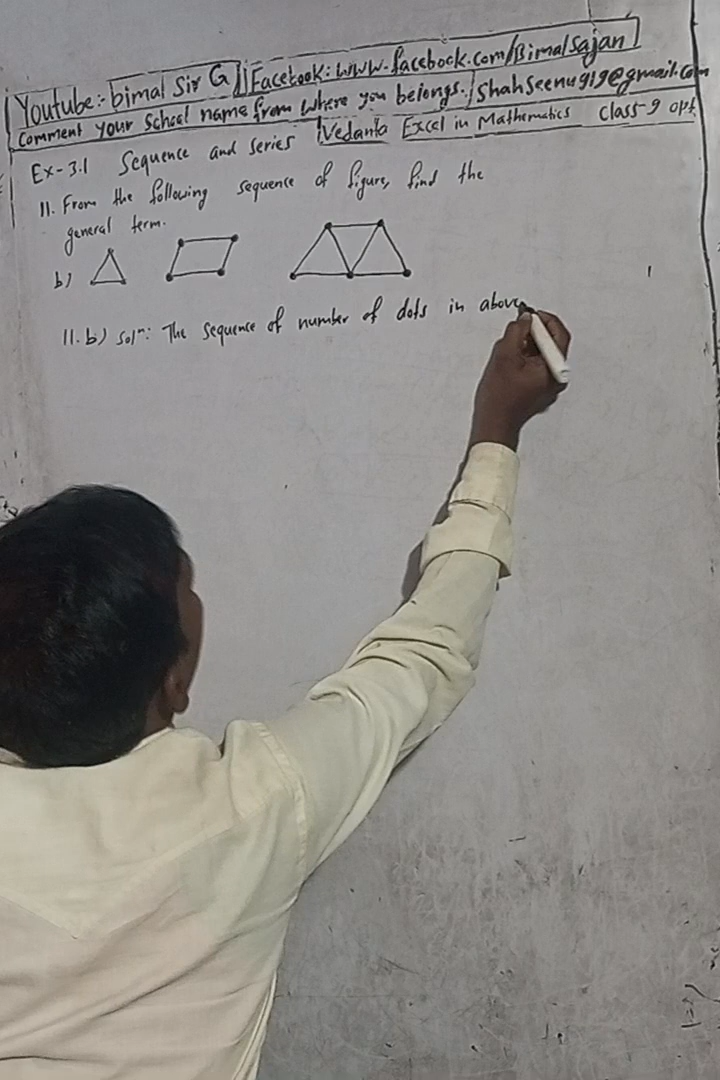 Youtube:- bimal Sir G || Facebook: www.facebook.com/BimalSajan
Comment your School name from where you belongs. | Shahseenu919@gmail.com
Ex-3.1 Sequence and series | Vedanta Excel in Mathematics Class-9 opt
11. From the following sequence of figure, find the
general term.
b)
11. b) Solⁿ: The Sequence of number of dots in above